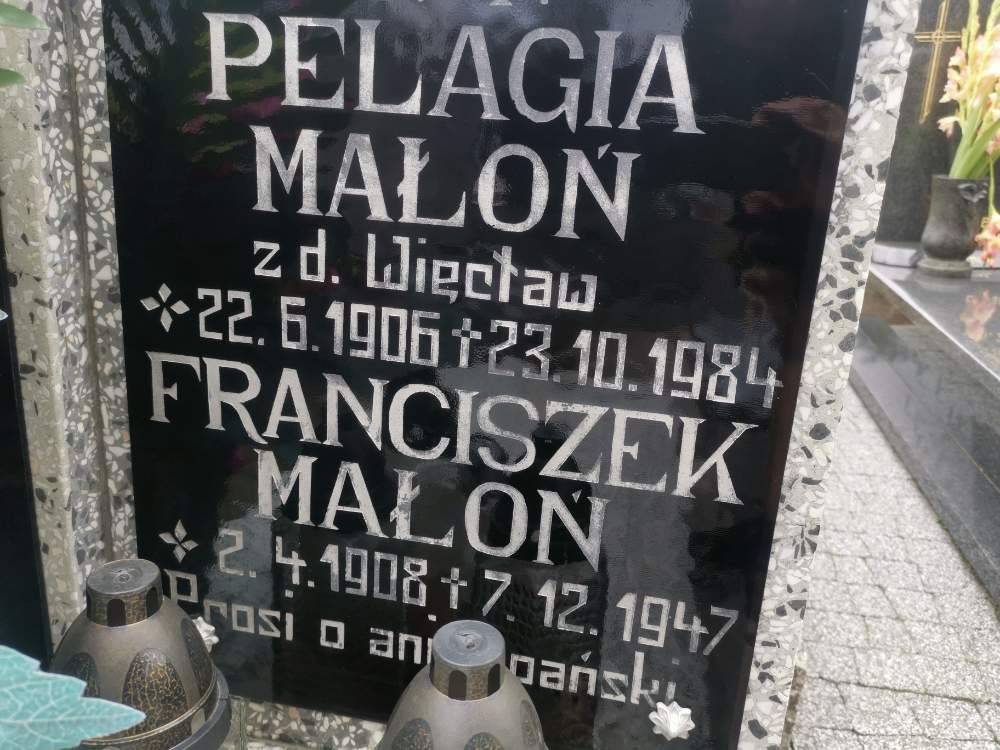 PELAGIA
MAŁOŃ
z d. Więcław
22.6.1906 ✝ 23.10.1984
FRANCISZEK
MAŁOŃ
2.4.1908 ✝ 7.12.1947
Prosi o